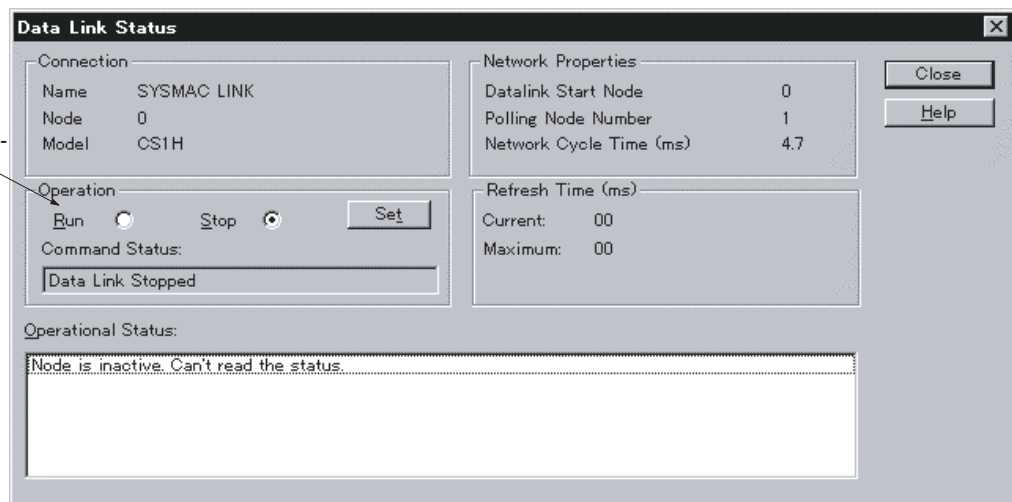 Data Link Status
Connection
Name SYSMAC LINK
Node 0
Model CS1H
Network Properties
Datalink Start Node 0
Polling Node Number 1
Network Cycle Time (ms) 4.7
Close
Help
Operation
Run Stop Set
Command Status:
Data Link Stopped
Refresh Time (ms)
Current: 00
Maximum: 00
Operational Status:
Node is inactive. Can't read the status.